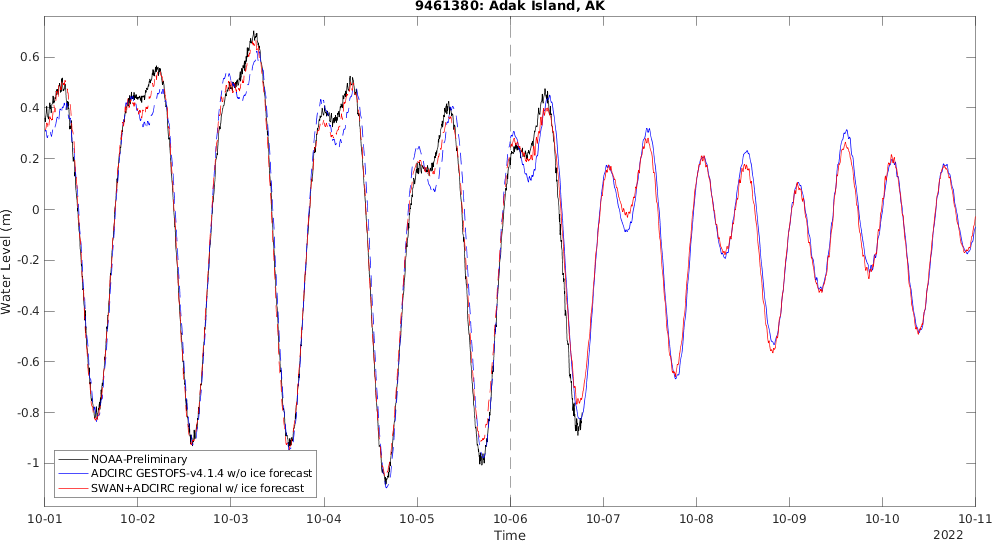 9461380: Adak Island, AK
Water Level (m)
0.6
0.4
0.2
0
-0.2
-0.4
-0.6
-0.8
-1
NOAA-Preliminary
ADCIRC GESTOFS-v4.1.4 w/o ice forecast
SWAN+ADCIRC regional w/ ice forecast
10-01 10-02 10-03 10-04 10-05 10-06 10-07 10-08 10-09 10-10 10-11
Time
2022